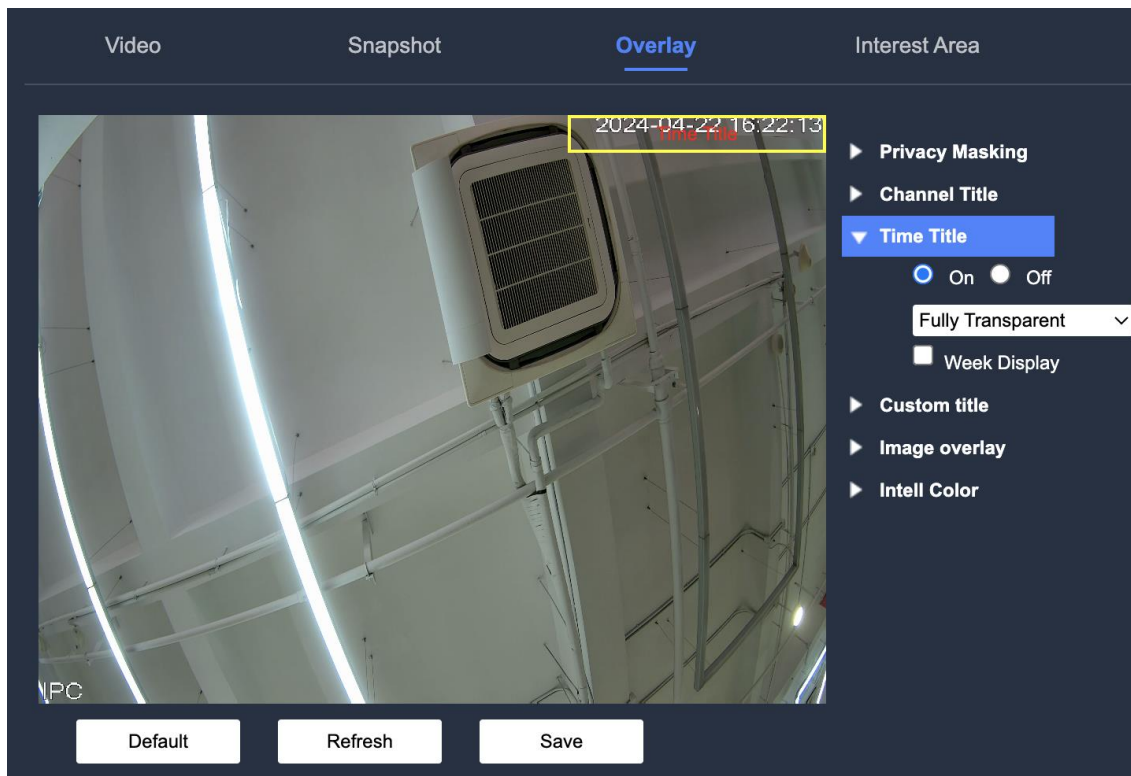 Video
Snapshot
Overlay
Interest Area
2024-04-22 16:22:13
Time Title
Privacy Masking
Channel Title
Time Title
On
Off
Fully Transparent
Week Display
Custom title
Image overlay
Intell Color
IPC
Default
Refresh
Save